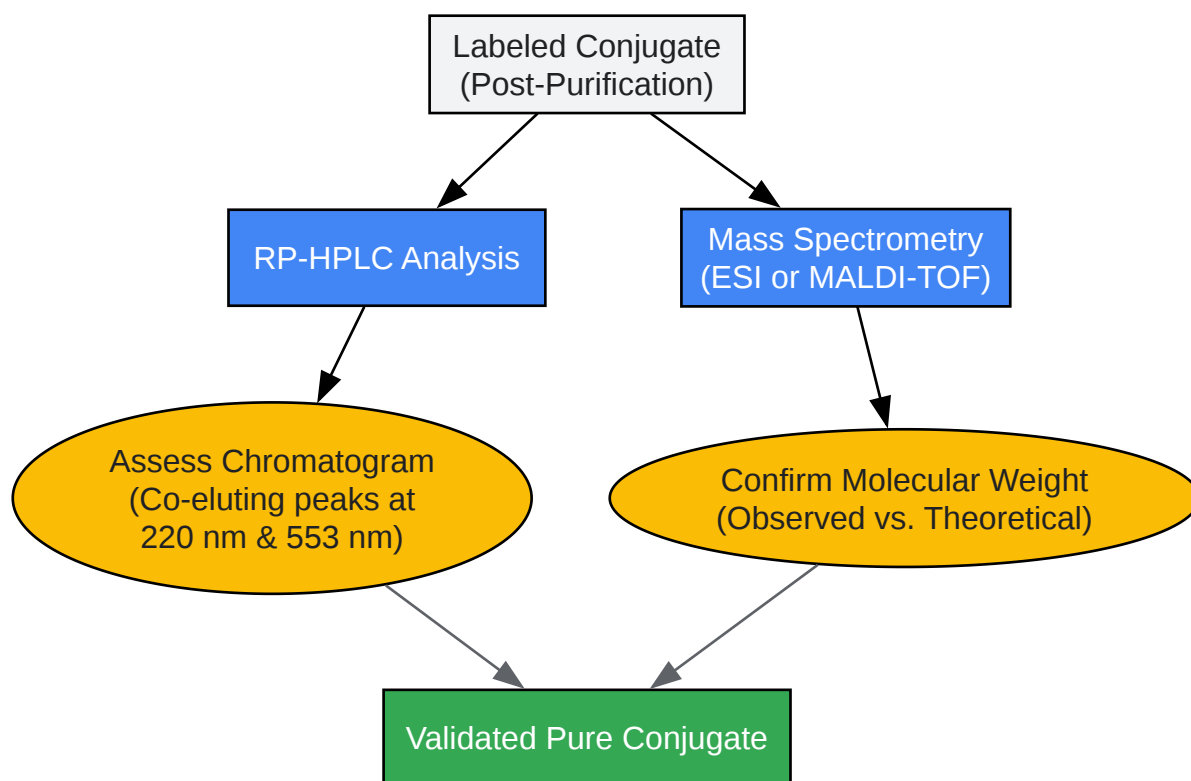 Labeled Conjugate
(Post-Purification)
RP-HPLC Analysis
Mass Spectrometry
(ESI or MALDI-TOF)
Assess Chromatogram
(Co-eluting peaks at
220 nm & 553 nm)
Confirm Molecular Weight
(Observed vs. Theoretical)
Validated Pure Conjugate